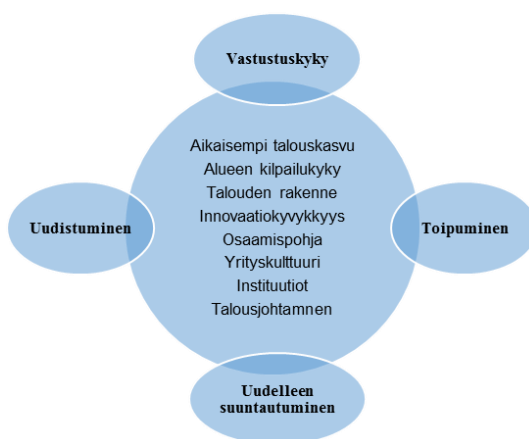 Vastustuskyky
Aikaisempi talouskasvu
Alueen kilpailukyky
Talouden rakenne
Innovaatiokyvykkyys
Osaamispohja
Yrityskulttuuri
Instituutiot
Talousjohtamnen
Uudistuminen
Toipuminen
Uudelleen
suuntautuminen